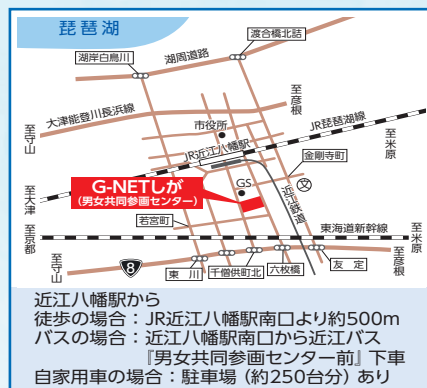 琵琶湖
渡合橋北詰
湖岸白鳥川
湖周道路
大津能登川長浜線
至彦根
市役所
JR琵琶湖線
至守山
JR近江八幡駅
至米原
金剛寺町
G-NETしが
(男女共同参画センター)
GS
文
近江鉄道
至大津
若宮町
東海道新幹線
至京都
至米原
至守山
8
東川
千僧供町北
六枚橋
友定
至彦根
近江八幡駅から
徒歩の場合：JR近江八幡駅南口より約500m
バスの場合：近江八幡駅南口から近江バス
『男女共同参画センター前』下車
自家用車の場合：駐車場（約250台分）あり